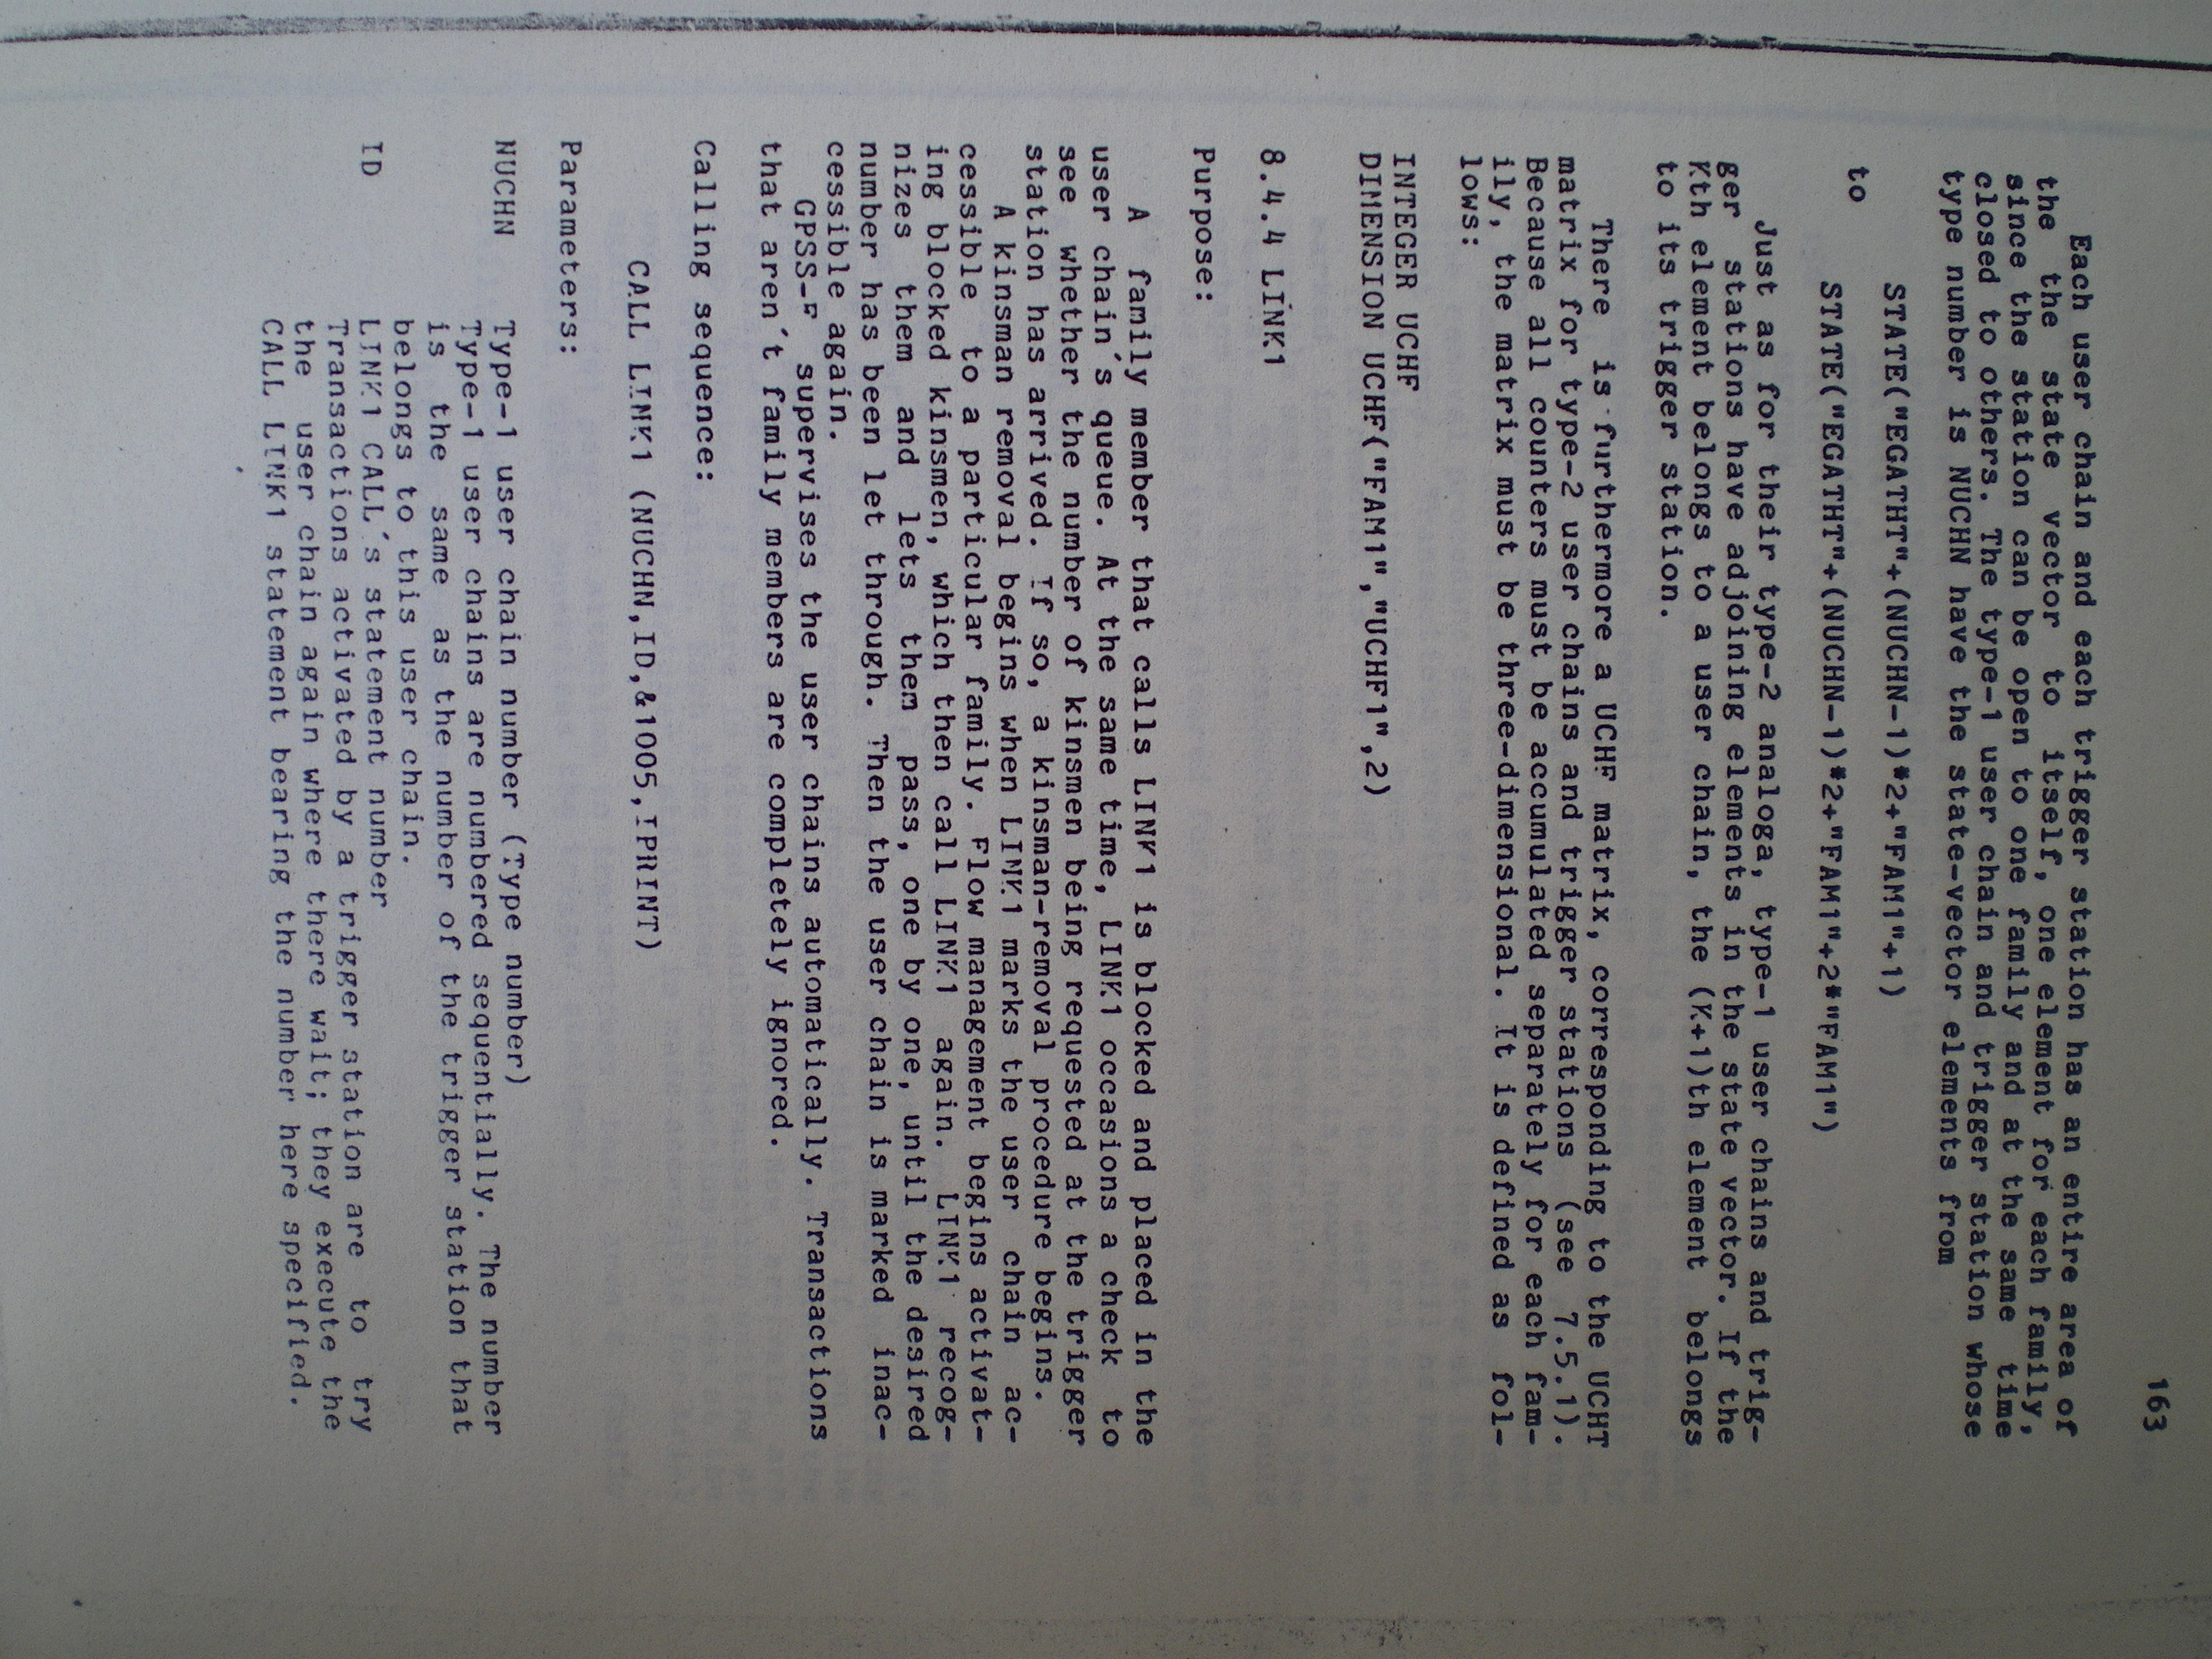 163
Each user chain and each trigger station has an entire area of
the the state vector to itself, one element for each family,
since the station can be open to one family and at the same time
closed to others. The type-1 user chain and trigger station whose
type number is NUCHN have the state-vector elements from
STATE("EGATHT"+(NUCHN-1)*2+"FAM1"+1)
to
STATE("EGATHT"+(NUCHN-1)*2+"FAM1"+2*"FAM1")
Just as for their type-2 analoga, type-1 user chains and trig-
ger stations have adjoining elements in the state vector. If the
Kth element belongs to a user chain, the (K+1)th element belongs
to its trigger station.
There is furthermore a UCHF matrix, corresponding to the UCHT
matrix for type-2 user chains and trigger stations (see 7.5.1).
Because all counters must be accumulated separately for each fam-
ily, the matrix must be three-dimensional. It is defined as fol-
lows:
INTEGER UCHF
DIMENSION UCHF("FAM1","UCHF1",2)
8.4.4 LINK1
Purpose:
A family member that calls LINK1 is blocked and placed in the
user chain's queue. At the same time, LINK1 occasions a check to
see whether the number of kinsmen being requested at the trigger
station has arrived. If so, a kinsman-removal procedure begins.
A kinsman removal begins when LINK1 marks the user chain ac-
cessible to a particular family. Flow management begins activat-
ing blocked kinsmen, which then call LINK1 again. LINK1 recog-
nizes them and lets them pass, one by one, until the desired
number has been let through. Then the user chain is marked inac-
cessible again.
GPSS-F supervises the user chains automatically. Transactions
that aren't family members are completely ignored.
Calling sequence:
CALL LINK1 (NUCHN,ID,&1005,IPRINT)
Parameters:
NUCHN Type-1 user chain number (Type number)
Type-1 user chains are numbered sequentially. The number
is the same as the number of the trigger station that
belongs to this user chain.
ID LINK1 CALL's statement number
Transactions activated by a trigger station are to try
the user chain again where there wait; they execute the
CALL LINK1 statement bearing the number here specified.